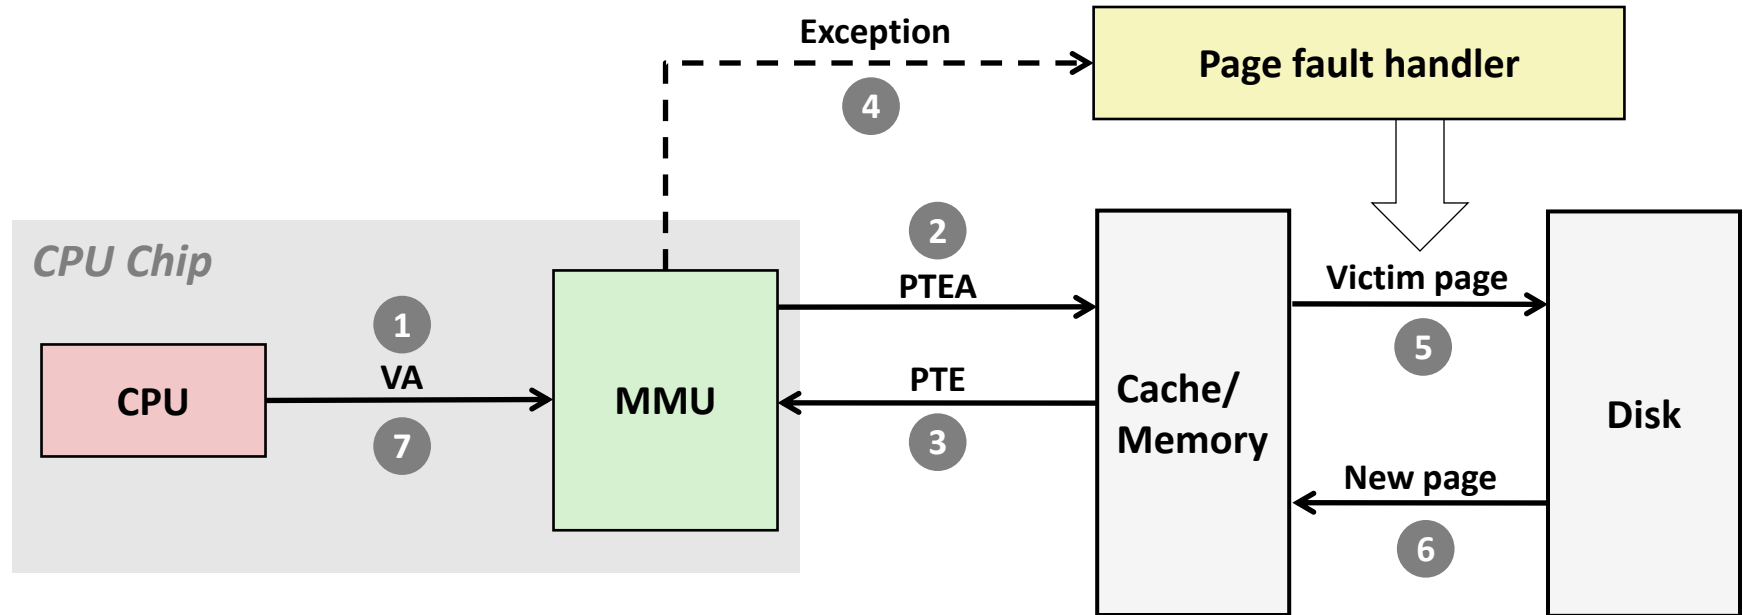 Exception
Page fault handler
4
2
CPU Chip
PTEA
Victim page
1
5
VA
PTE
CPU
MMU
Cache/
Memory
Disk
7
3
New page
6